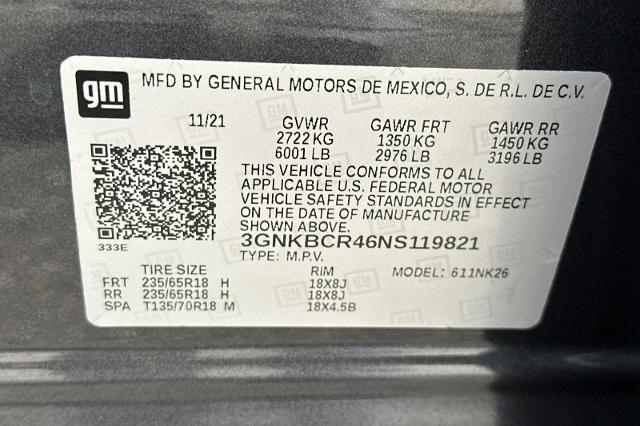 gm
MFD BY GENERAL MOTORS DE MEXICO, S. DE R.L. DE C.V.
11/21 GVWR GAWR FRT GAWR RR
2722 KG 1350 KG 1450 KG
6001 LB 2976 LB 3196 LB
THIS VEHICLE CONFORMS TO ALL
APPLICABLE U.S. FEDERAL MOTOR
VEHICLE SAFETY STANDARDS IN EFFECT
ON THE DATE OF MANUFACTURE
SHOWN ABOVE.
333E
3GNKBCR46NS119821
TYPE: M.P.V. MODEL: 611NK26
TIRE SIZE RIM
FRT 235/65R18 H 18X8J
RR 235/65R18 H 18X8J
SPA T135/70R18 M 18X4.5B